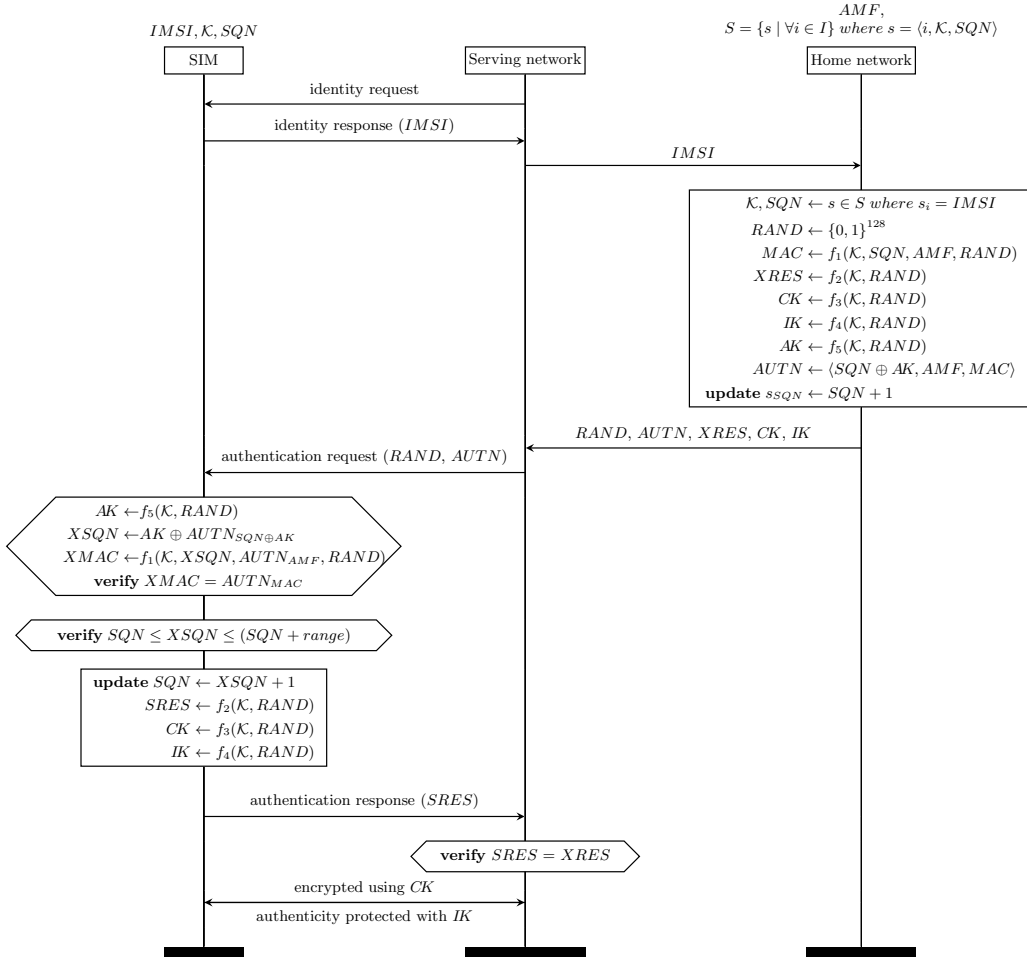 AMF,
IMSI, K, SQN
S = {s | ∀i ∈ I} where s = ⟨i, K, SQN⟩
SIM
Serving network
Home network
identity request
identity response (IMSI)
IMSI
K, SQN ← s ∈ S where s_i = IMSI
RAND ← {0, 1}^128
MAC ← f_1(K, SQN, AMF, RAND)
XRES ← f_2(K, RAND)
CK ← f_3(K, RAND)
IK ← f_4(K, RAND)
AK ← f_5(K, RAND)
AUTN ← ⟨SQN ⊕ AK, AMF, MAC⟩
update s_SQN ← SQN + 1
RAND, AUTN, XRES, CK, IK
authentication request (RAND, AUTN)
AK ←f_5(K, RAND)
XSQN ←AK ⊕ AUTN_SQN⊕AK
XMAC ←f_1(K, XSQN, AUTN_AMF, RAND)
verify XMAC = AUTN_MAC
verify SQN ≤ XSQN ≤ (SQN + range)
update SQN ← XSQN + 1
SRES ← f_2(K, RAND)
CK ← f_3(K, RAND)
IK ← f_4(K, RAND)
authentication response (SRES)
verify SRES = XRES
encrypted using CK
authenticity protected with IK